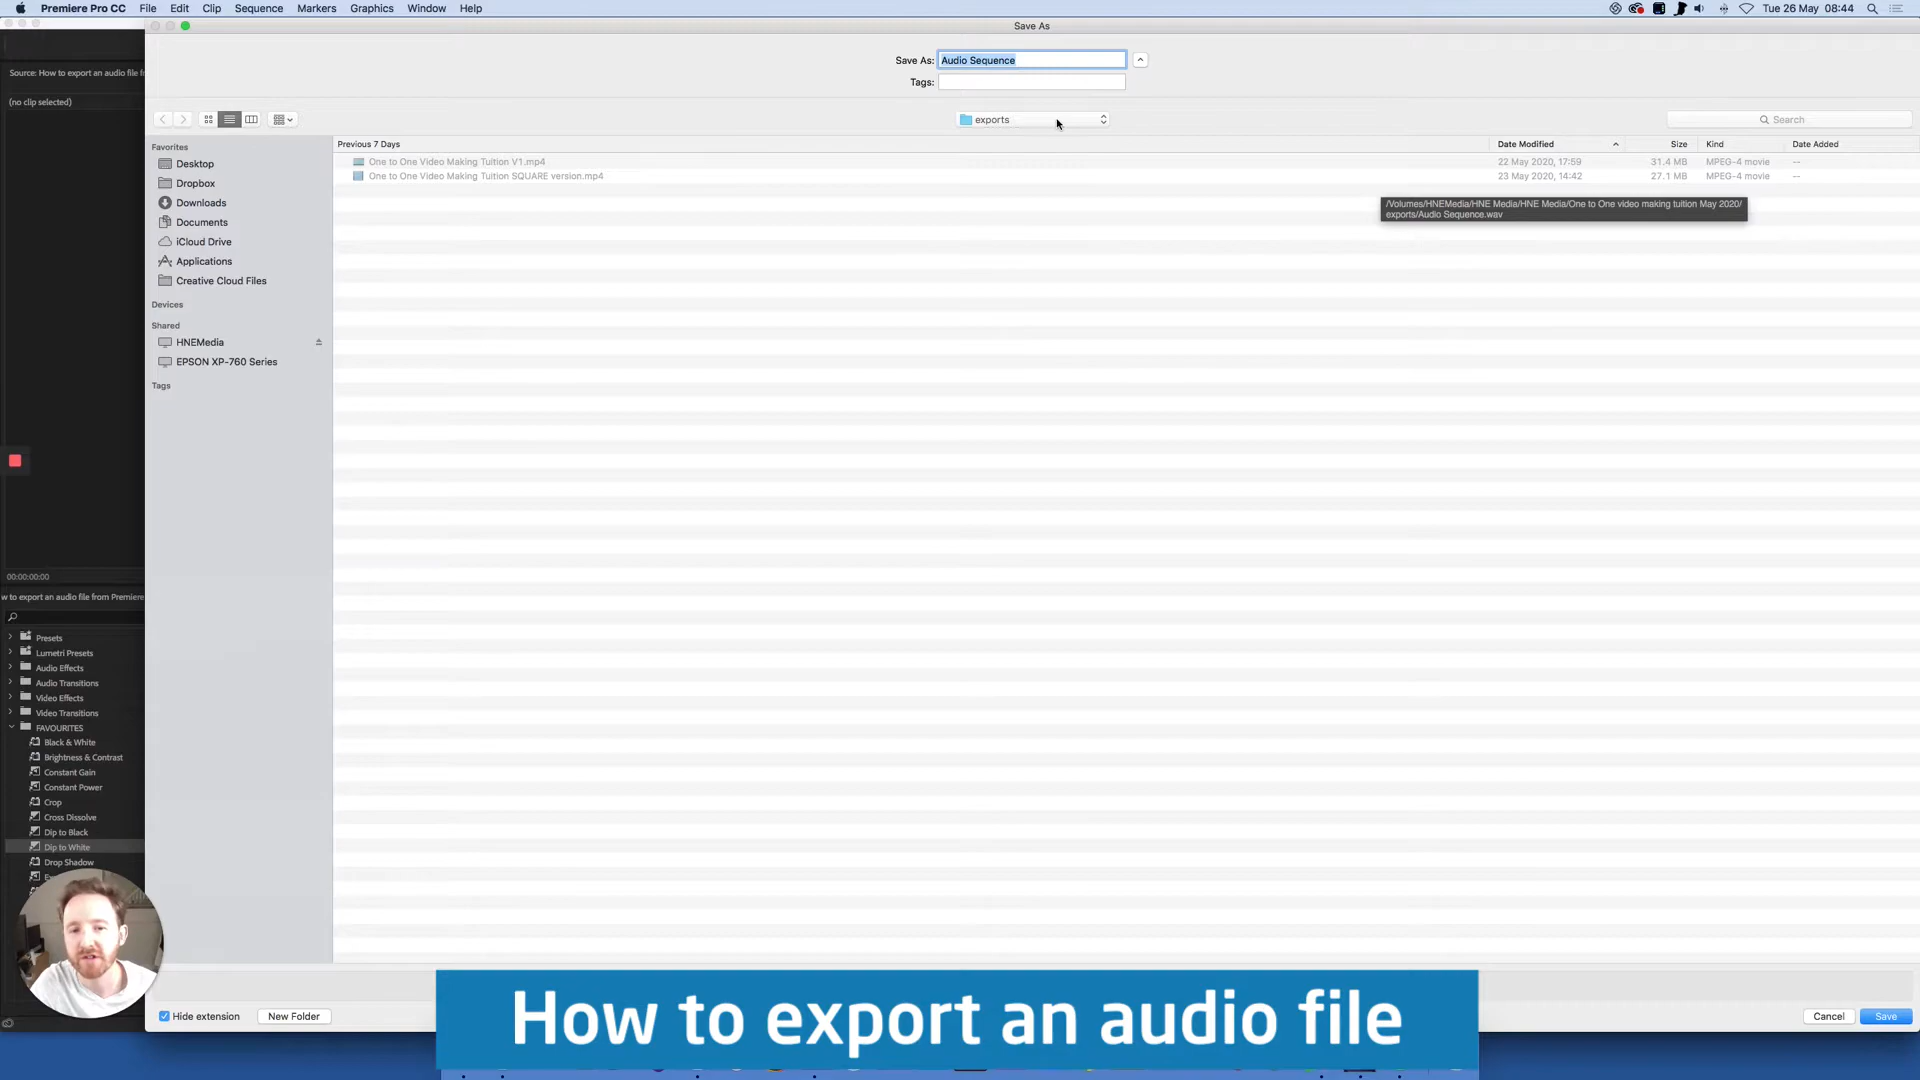 Premiere Pro CC File Edit Clip Sequence Markers Graphics Window Help
Tue 26 May 08:44
Save As
Source: How to export an audio file fr
(no clip selected)
Save As: Audio Sequence
Tags:
exports
Search
Favorites
Desktop
Dropbox
Downloads
Documents
iCloud Drive
Applications
Creative Cloud Files
Devices
Shared
HNEMedia
EPSON XP-760 Series
Tags
Previous 7 Days Date Modified Size Kind Date Added
One to One Video Making Tuition V1.mp4 22 May 2020, 17:59 31.4 MB MPEG-4 movie --
One to One Video Making Tuition SQUARE version.mp4 23 May 2020, 14:42 27.1 MB MPEG-4 movie --
/Volumes/HNEMedia/HNE Media/HNE Media/One to One video making tuition May 2020/
exports/Audio Sequence.wav
00:00:00:00
w to export an audio file from Premiere
Presets
Lumetri Presets
Audio Effects
Audio Transitions
Video Effects
Video Transitions
FAVOURITES
Black & White
Brightness & Contrast
Constant Gain
Constant Power
Crop
Cross Dissolve
Dip to Black
Dip to White
Drop Shadow
Hide extension
New Folder
Cancel
Save
How to export an audio file